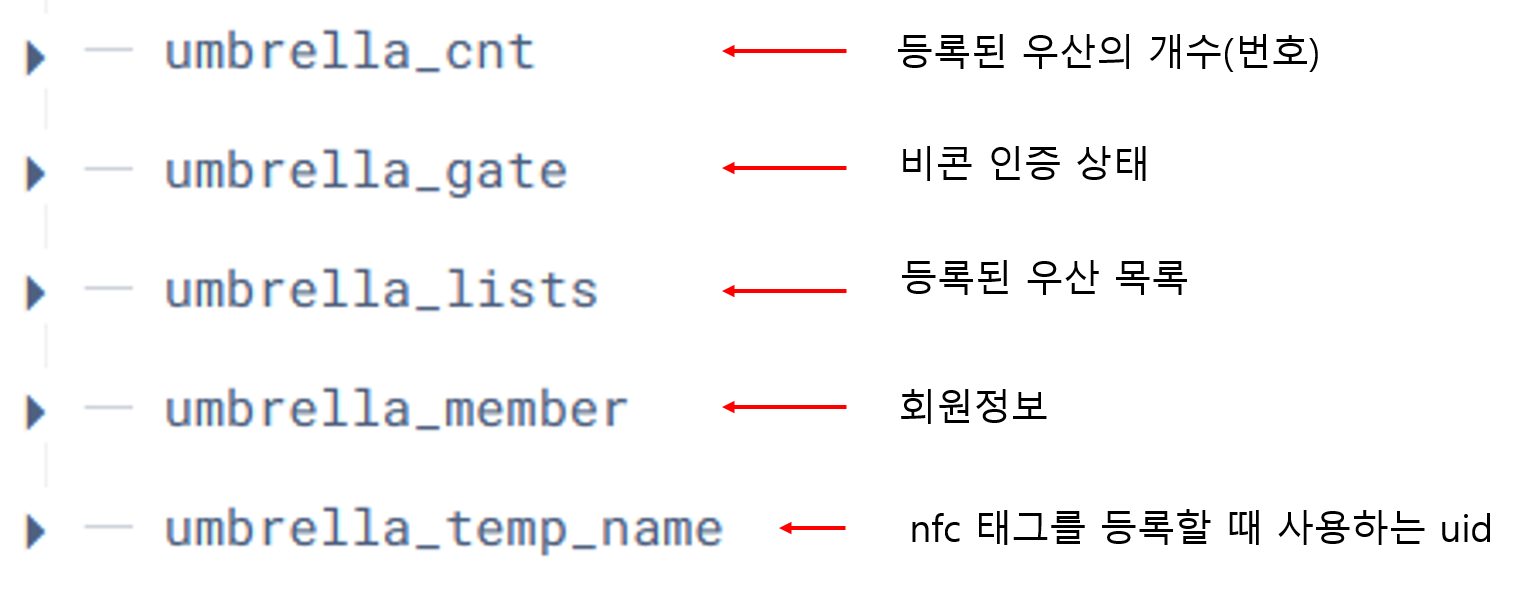 umbrella_cnt 등록된 우산의 개수(번호)
umbrella_gate 비콘 인증 상태
umbrella_lists 등록된 우산 목록
umbrella_member 회원정보
umbrella_temp_name nfc 태그를 등록할 때 사용하는 uid